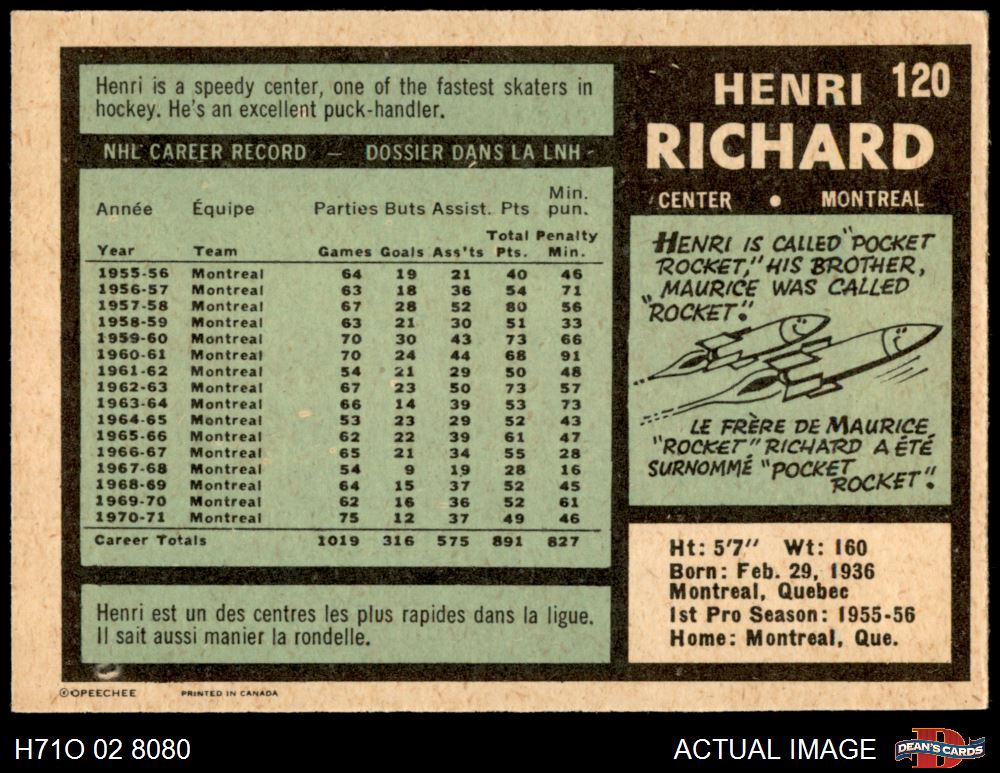 Henri is a speedy center, one of the fastest skaters in
hockey. He's an excellent puck-handler.
NHL CAREER RECORD — DOSSIER DANS LA LNH -
Année Équipe Parties Buts Assist. Pts Min. pun.
Year Team Games Goals Ass'ts Total Pts. Penalty Min.
1955-56 Montreal 64 19 21 40 46
1956-57 Montreal 63 18 36 54 71
1957-58 Montreal 67 28 52 80 56
1958-59 Montreal 63 21 30 51 33
1959-60 Montreal 70 30 43 73 66
1960-61 Montreal 70 24 44 68 91
1961-62 Montreal 54 21 29 50 48
1962-63 Montreal 67 23 50 73 57
1963-64 Montreal 66 14 39 53 73
1964-65 Montreal 53 23 29 52 43
1965-66 Montreal 62 22 39 61 47
1966-67 Montreal 65 21 34 55 28
1967-68 Montreal 54 9 19 28 16
1968-69 Montreal 64 15 37 52 45
1969-70 Montreal 62 16 36 52 61
1970-71 Montreal 75 12 37 49 46
Career Totals 1019 316 575 891 827
Henri est un des centres les plus rapides dans la ligue.
Il sait aussi manier la rondelle.
©OPEECHEE PRINTED IN CANADA
HENRI 120
RICHARD
CENTER • MONTREAL
HENRI IS CALLED "POCKET
ROCKET," HIS BROTHER,
MAURICE WAS CALLED
"ROCKET".
LE FRÈRE DE MAURICE
"ROCKET" RICHARD A ÉTÉ
SURNOMMÉ "POCKET
ROCKET".
Ht: 5'7" Wt: 160
Born: Feb. 29, 1936
Montreal, Quebec
1st Pro Season: 1955-56
Home: Montreal, Que.
H71O 02 8080
ACTUAL IMAGE
D
DEAN'S CARDS